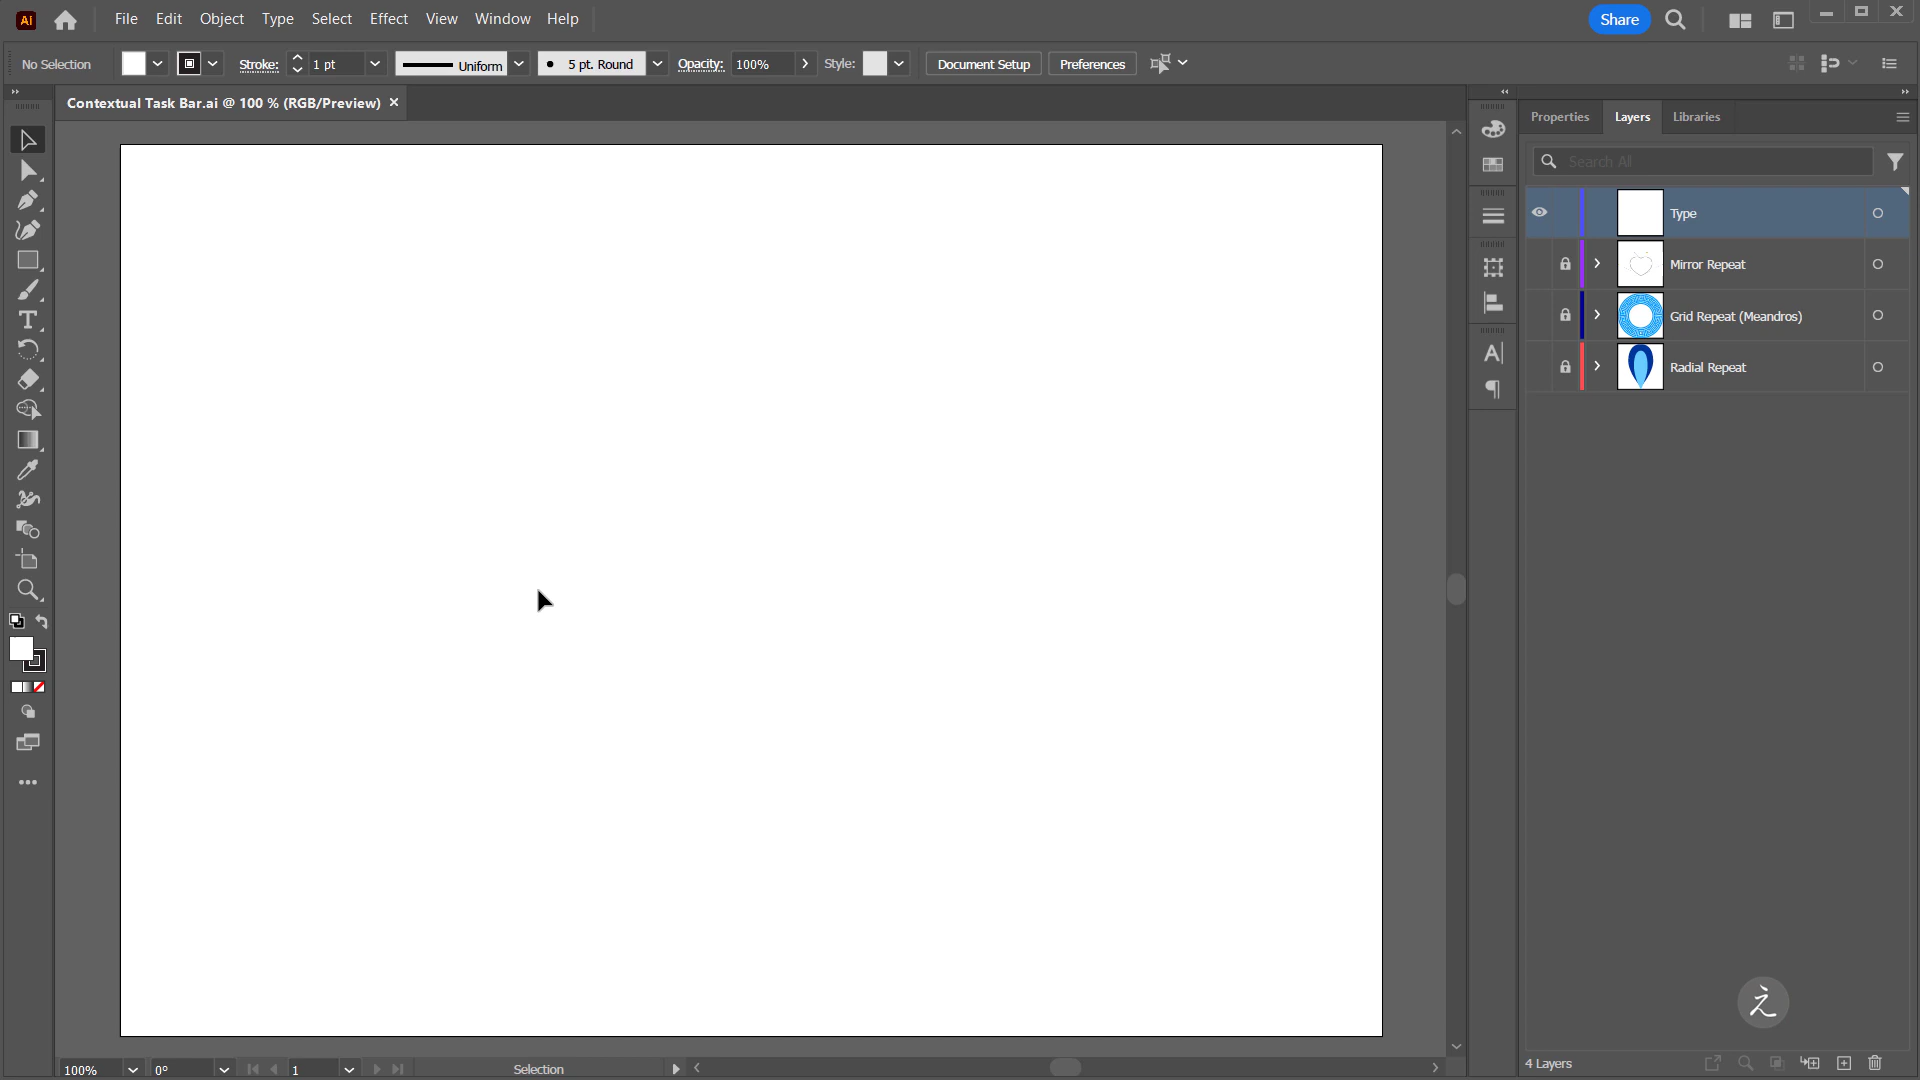 Ai
File Edit Object Type Select Effect View Window Help
Share
No Selection
Stroke:
1 pt
Uniform
5 pt. Round
Opacity:
100%
Style:
Document Setup
Preferences
Contextual Task Bar.ai @ 100 % (RGB/Preview)
Properties
Layers
Libraries
Search All
Type
Mirror Repeat
Grid Repeat (Meandros)
Radial Repeat
4 Layers
100%
0°
1
Selection